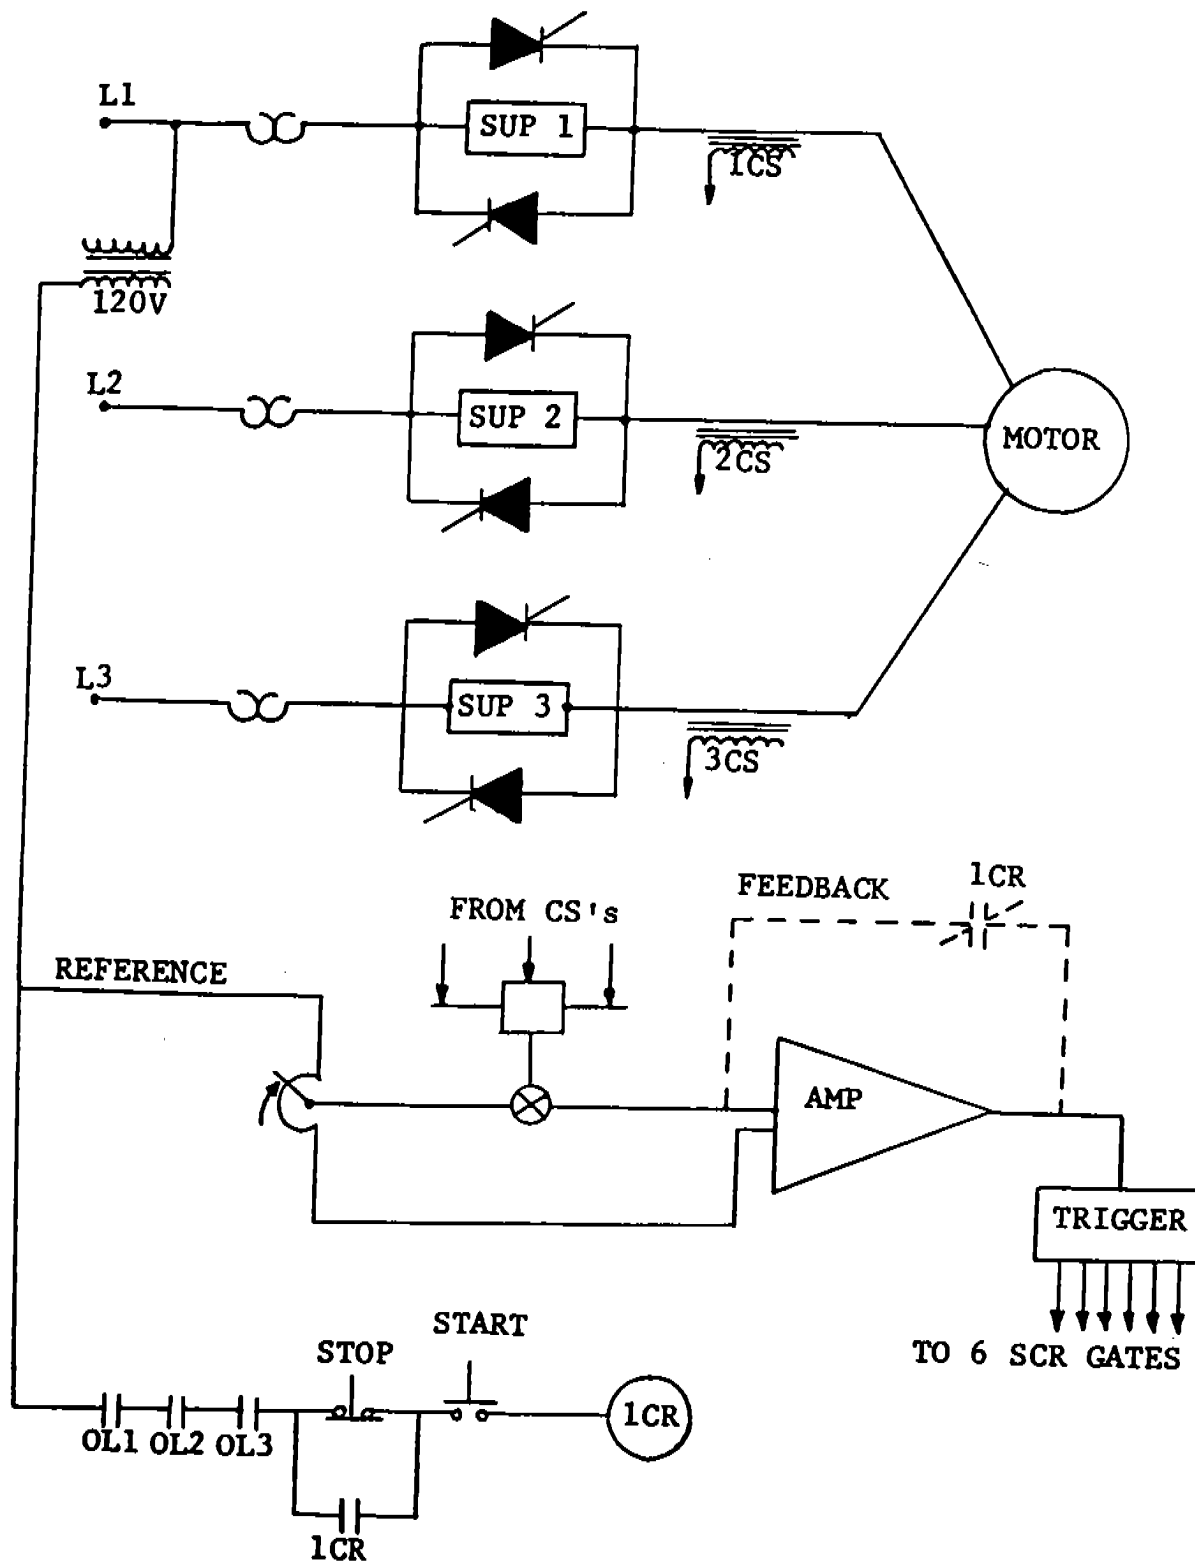 L1
SUP 1
1CS
120V
L2
SUP 2
2CS
MOTOR
L3
SUP 3
3CS
FEEDBACK
1CR
FROM CS's
REFERENCE
AMP
TRIGGER
TO 6 SCR GATES
START
STOP
1CR
OL1 OL2 OL3
1CR